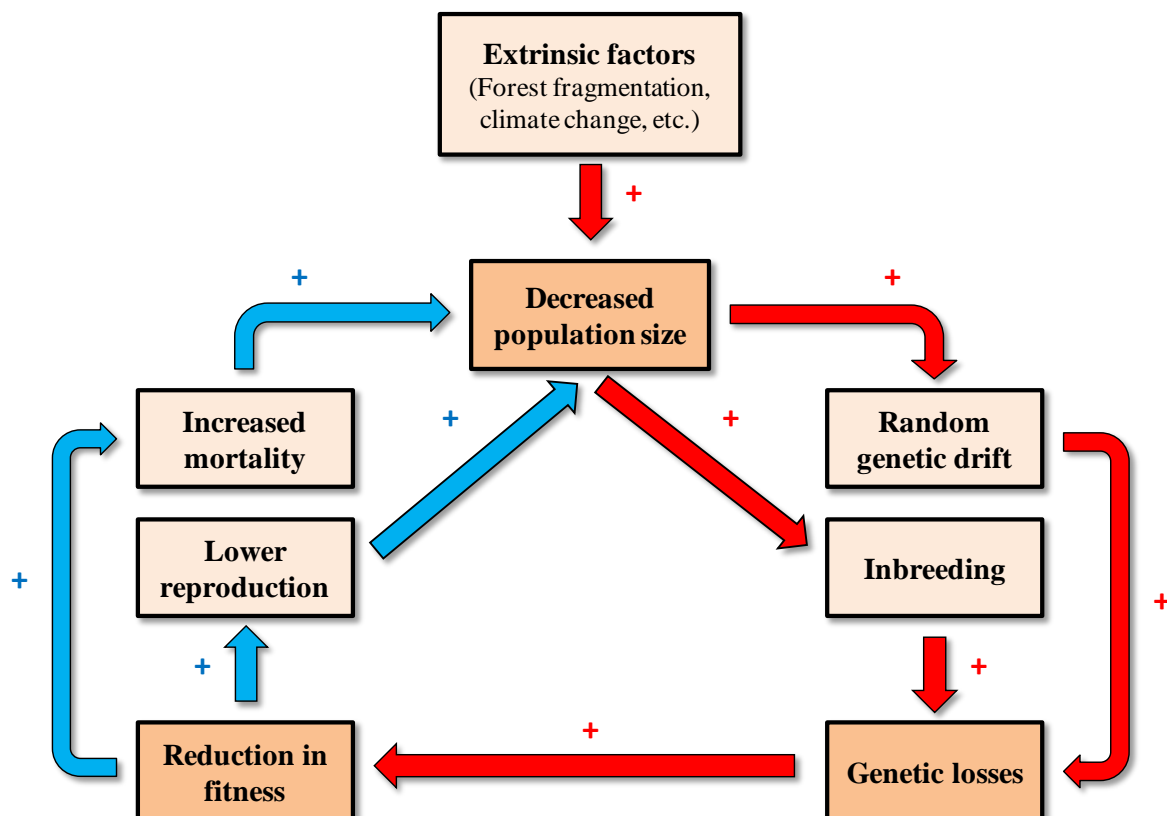 Extrinsic factors
(Forest fragmentation,
climate change, etc.)
+
+
Decreased
population size
+
Increased
mortality
+
+
Random
genetic drift
+
Lower
reproduction
Inbreeding
+
+
+
+
Reduction in
fitness
Genetic losses